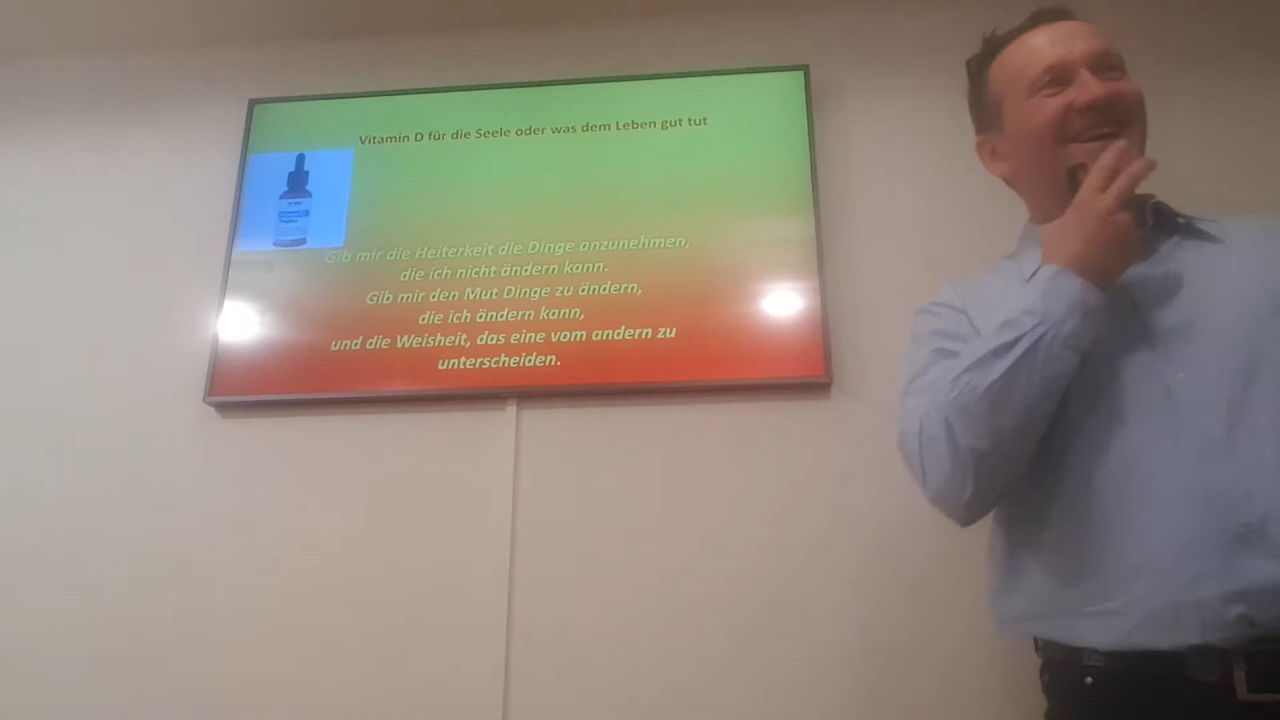 Vitamin D für die Seele oder was dem Leben gut tut
Gib mir die Heiterkeit die Dinge anzunehmen,
die ich nicht ändern kann.
Gib mir den Mut Dinge zu ändern,
die ich ändern kann,
und die Weisheit, das eine vom andern zu
unterscheiden.